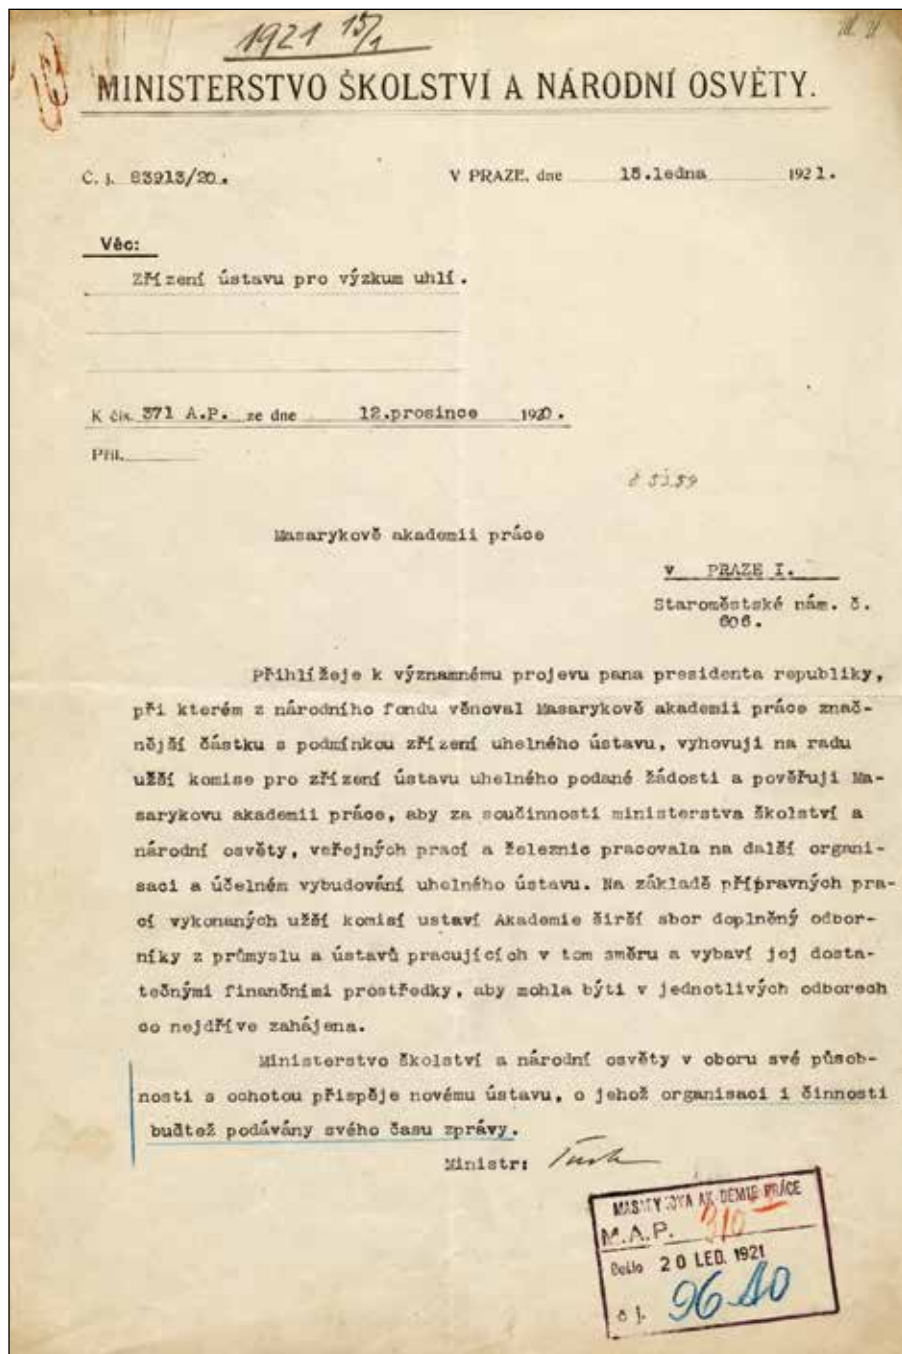 1921 15/1
MINISTERSTVO ŠKOLSTVÍ A NÁRODNÍ OSVĚTY.
Č. j. 83913/20.
V PRAZE, dne 15.ledna 1921.
Věc:
Zřízení ústavu pro výzkum uhlí.
K čís. 371 A.P. ze dne 12.prosince 1920.
Příl.
č 5359
Masarykově akademii práce
v PRAZE I.
Staroměstské nám. č.
606.
Přihlížeje k významnému projevu pana presidenta republiky,
při kterém z národního fondu věnoval Masarykově akademii práce znač-
nější částku s podmínkou zřízení uhelného ústavu, vyhovuji na radu
užší komise pro zřízení ústavu uhelného podané žádosti a pověřuji Ma-
sarykovu akademii práce, aby za součinnosti ministerstva školství a
národní osvěty, veřejných prací a železnic pracovala na další organi-
saci a účelném vybudování uhelného ústavu. Na základě přípravných pra-
cí vykonaných užší komisí ustaví Akademie širší sbor doplněný odbor-
níky z průmyslu a ústavů pracujících v tom směru a vybaví jej dosta-
tečnými finančními prostředky, aby mohla býti v jednotlivých odborech
co nejdříve zahájena.
Ministerstvo školství a národní osvěty v oboru své působ-
nosti s ochotou přispěje novému ústavu, o jehož organisaci i činnosti
buďtež podávány svého času zprávy.
Ministr:
MASARYKOVA AKADEMIE PRÁCE
M.A.P. 310
Došlo 20 LED. 1921
č j. 96